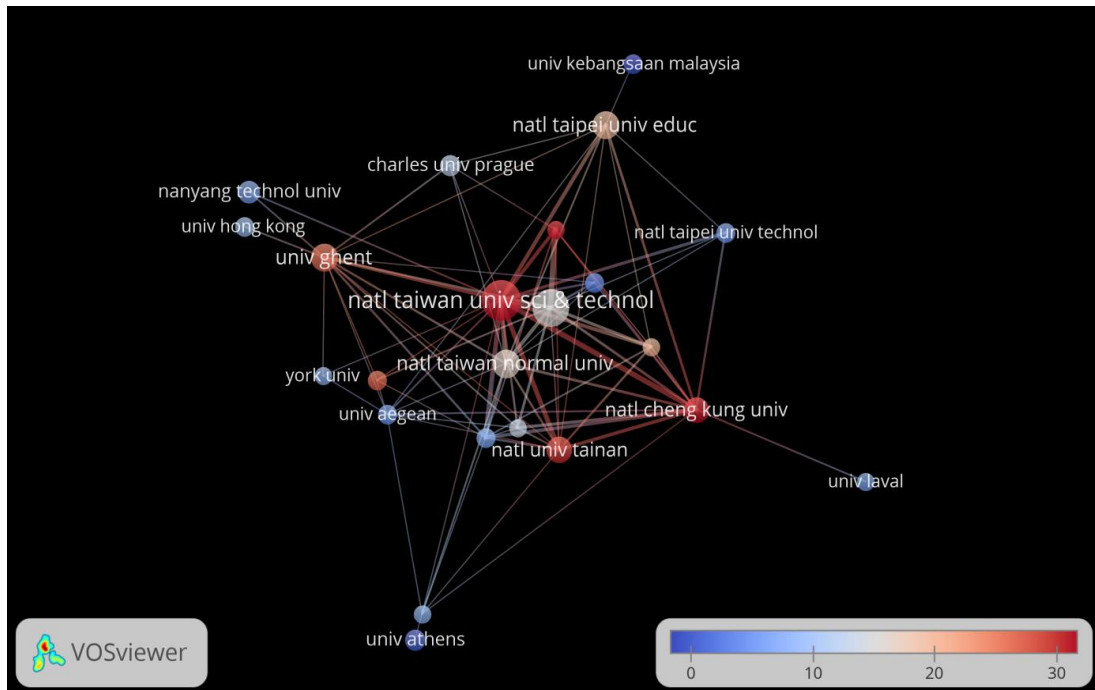 univ kebangsaan malaysia
natl taipei univ educ
charles univ prague
nanyang technol univ
univ hong kong
natl taipei univ technol
univ ghent
natl taiwan univ sci & technol
natl taiwan normal univ
york univ
univ aegean
natl cheng kung univ
natl univ tainan
univ laval
univ athens
VOSviewer
0 10 20 30